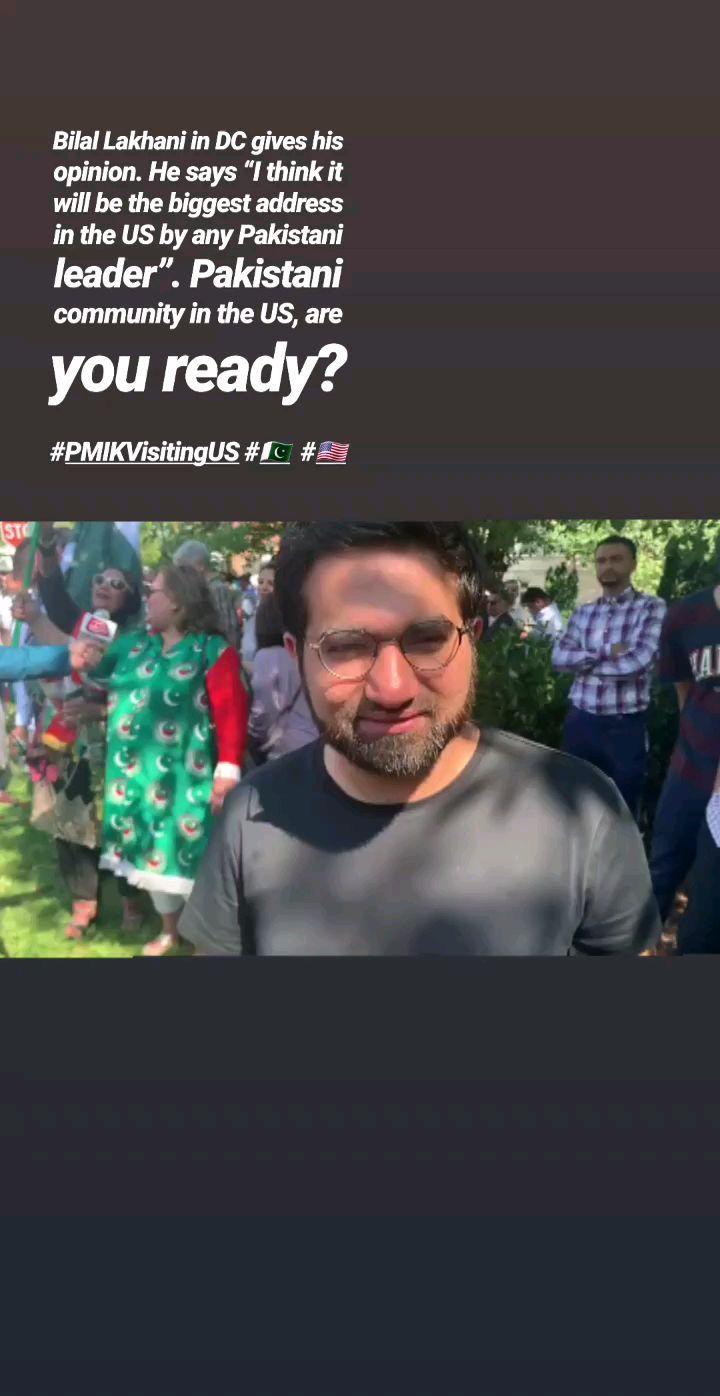 Bilal Lakhani in DC gives his
opinion. He says “I think it
will be the biggest address
in the US by any Pakistani
leader”. Pakistani
community in the US, are
you ready?
#PMIKVisitingUS #🇵🇰 #🇺🇸
STO